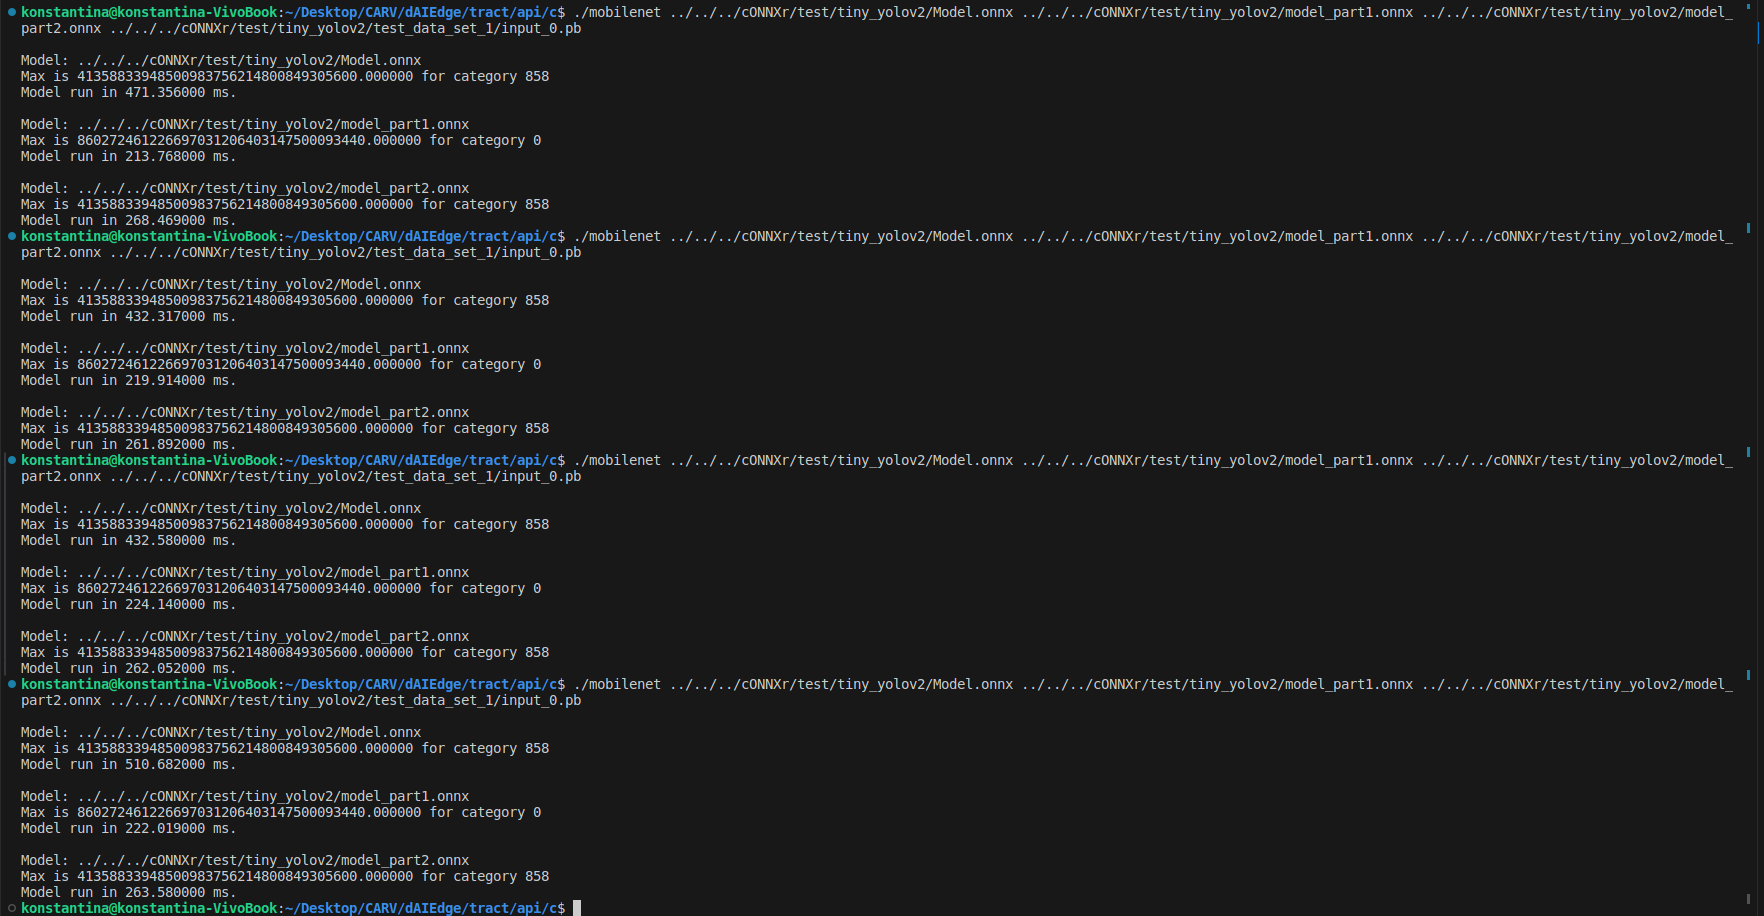 konstantina@konstantina-VivoBook:~/Desktop/CARV/dAIEdge/tract/api/c$ ./mobilenet ../../../cONNXr/test/tiny_yolov2/Model.onnx ../../../cONNXr/test/tiny_yolov2/model_part1.onnx ../../../cONNXr/test/tiny_yolov2/model_
part2.onnx ../../../cONNXr/test/tiny_yolov2/test_data_set_1/input_0.pb
Model: ../../../cONNXr/test/tiny_yolov2/Model.onnx
Max is 41358833948500983756214800849305600.000000 for category 858
Model run in 471.356000 ms.
Model: ../../../cONNXr/test/tiny_yolov2/model_part1.onnx
Max is 860272461226697031206403147500093440.000000 for category 0
Model run in 213.768000 ms.
Model: ../../../cONNXr/test/tiny_yolov2/model_part2.onnx
Max is 41358833948500983756214800849305600.000000 for category 858
Model run in 268.469000 ms.
konstantina@konstantina-VivoBook:~/Desktop/CARV/dAIEdge/tract/api/c$ ./mobilenet ../../../cONNXr/test/tiny_yolov2/Model.onnx ../../../cONNXr/test/tiny_yolov2/model_part1.onnx ../../../cONNXr/test/tiny_yolov2/model_
part2.onnx ../../../cONNXr/test/tiny_yolov2/test_data_set_1/input_0.pb
Model: ../../../cONNXr/test/tiny_yolov2/Model.onnx
Max is 41358833948500983756214800849305600.000000 for category 858
Model run in 432.317000 ms.
Model: ../../../cONNXr/test/tiny_yolov2/model_part1.onnx
Max is 860272461226697031206403147500093440.000000 for category 0
Model run in 219.914000 ms.
Model: ../../../cONNXr/test/tiny_yolov2/model_part2.onnx
Max is 41358833948500983756214800849305600.000000 for category 858
Model run in 261.892000 ms.
konstantina@konstantina-VivoBook:~/Desktop/CARV/dAIEdge/tract/api/c$ ./mobilenet ../../../cONNXr/test/tiny_yolov2/Model.onnx ../../../cONNXr/test/tiny_yolov2/model_part1.onnx ../../../cONNXr/test/tiny_yolov2/model_
part2.onnx ../../../cONNXr/test/tiny_yolov2/test_data_set_1/input_0.pb
Model: ../../../cONNXr/test/tiny_yolov2/Model.onnx
Max is 41358833948500983756214800849305600.000000 for category 858
Model run in 432.580000 ms.
Model: ../../../cONNXr/test/tiny_yolov2/model_part1.onnx
Max is 860272461226697031206403147500093440.000000 for category 0
Model run in 224.140000 ms.
Model: ../../../cONNXr/test/tiny_yolov2/model_part2.onnx
Max is 41358833948500983756214800849305600.000000 for category 858
Model run in 262.052000 ms.
konstantina@konstantina-VivoBook:~/Desktop/CARV/dAIEdge/tract/api/c$ ./mobilenet ../../../cONNXr/test/tiny_yolov2/Model.onnx ../../../cONNXr/test/tiny_yolov2/model_part1.onnx ../../../cONNXr/test/tiny_yolov2/model_
part2.onnx ../../../cONNXr/test/tiny_yolov2/test_data_set_1/input_0.pb
Model: ../../../cONNXr/test/tiny_yolov2/Model.onnx
Max is 41358833948500983756214800849305600.000000 for category 858
Model run in 510.682000 ms.
Model: ../../../cONNXr/test/tiny_yolov2/model_part1.onnx
Max is 860272461226697031206403147500093440.000000 for category 0
Model run in 222.019000 ms.
Model: ../../../cONNXr/test/tiny_yolov2/model_part2.onnx
Max is 41358833948500983756214800849305600.000000 for category 858
Model run in 263.580000 ms.
konstantina@konstantina-VivoBook:~/Desktop/CARV/dAIEdge/tract/api/c$